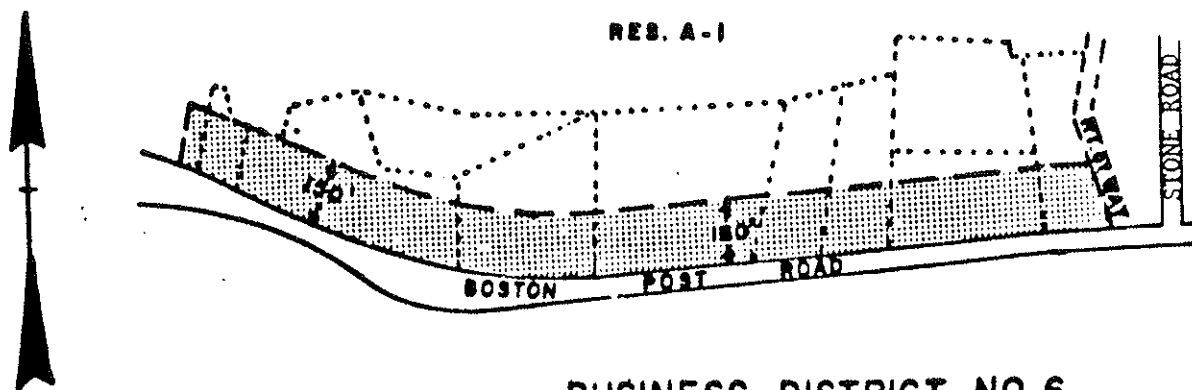 RES. A-1
STONE ROAD
RT. OF WAY
150'
150'
BOSTON POST ROAD
BUSINESS DISTRICT NO. 6